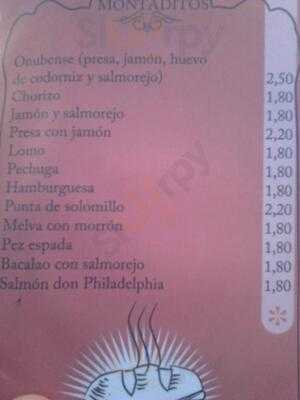 MONTADITOS
Onubense (presa, jamón, huevo
de codorniz y salmorejo) 2,50
Chorizo 1,80
Jamón y salmorejo 1,80
Presa con jamón 2,20
Lomo 1,80
Pechuga 1,80
Hamburguesa 1,80
Punta de solomillo 2,20
Melva con morrón 1,80
Pez espada 1,80
Bacalao con salmorejo 1,80
Salmón don Philadelphia 1,80